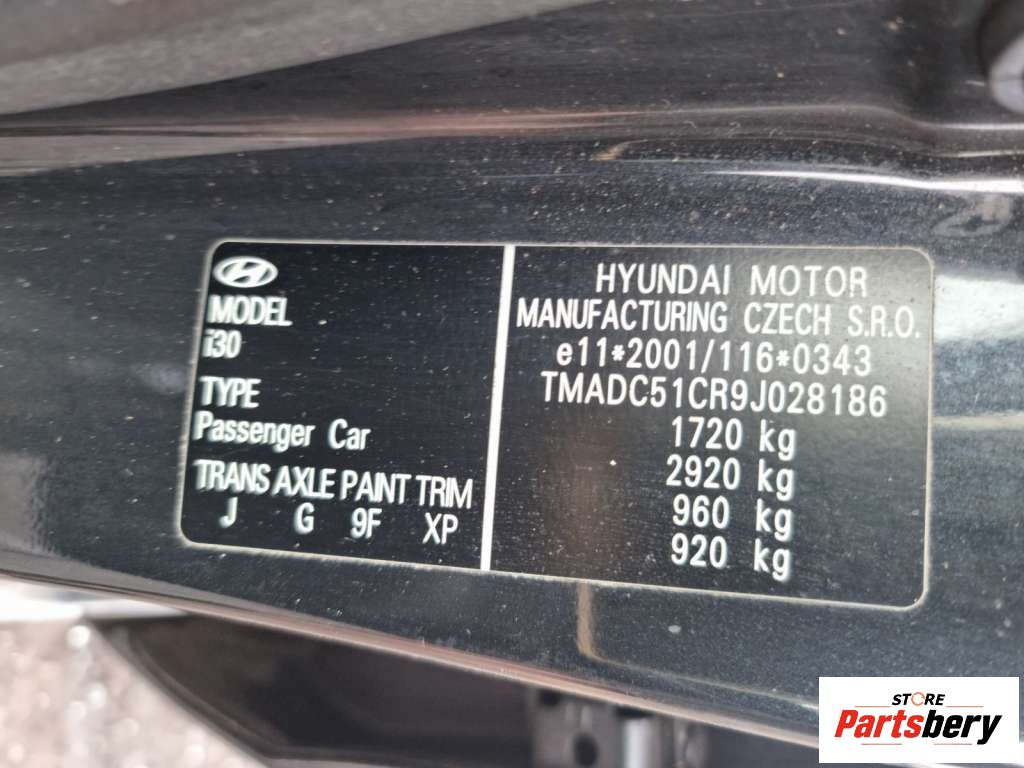 MODEL
i30
TYPE
Passenger Car
TRANS AXLE PAINT TRIM
J G 9F XP
HYUNDAI MOTOR
MANUFACTURING CZECH S.R.O.
e11*2001/116*0343
TMADC51CR9J028186
1720 kg
2920 kg
960 kg
920 kg
STORE
Partsbery